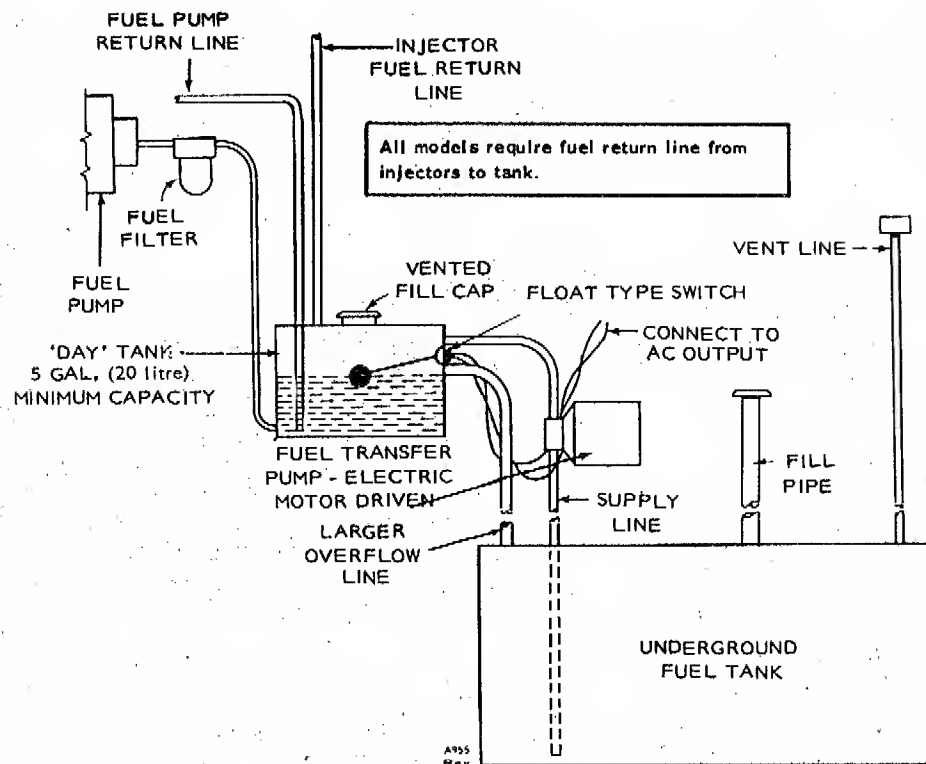 FUEL PUMP
RETURN LINE
INJECTOR
FUEL RETURN
LINE
All models require fuel return line from
injectors to tank.
FUEL
FILTER
FUEL
PUMP
VENTED
FILL CAP
FLOAT TYPE SWITCH
VENT LINE
CONNECT TO
AC OUTPUT
'DAY' TANK
5 GAL, (20 litre)
MINIMUM CAPACITY
FUEL TRANSFER
PUMP - ELECTRIC
MOTOR DRIVEN
FILL
PIPE
SUPPLY
LINE
LARGER
OVERFLOW
LINE
UNDERGROUND
FUEL TANK
A955